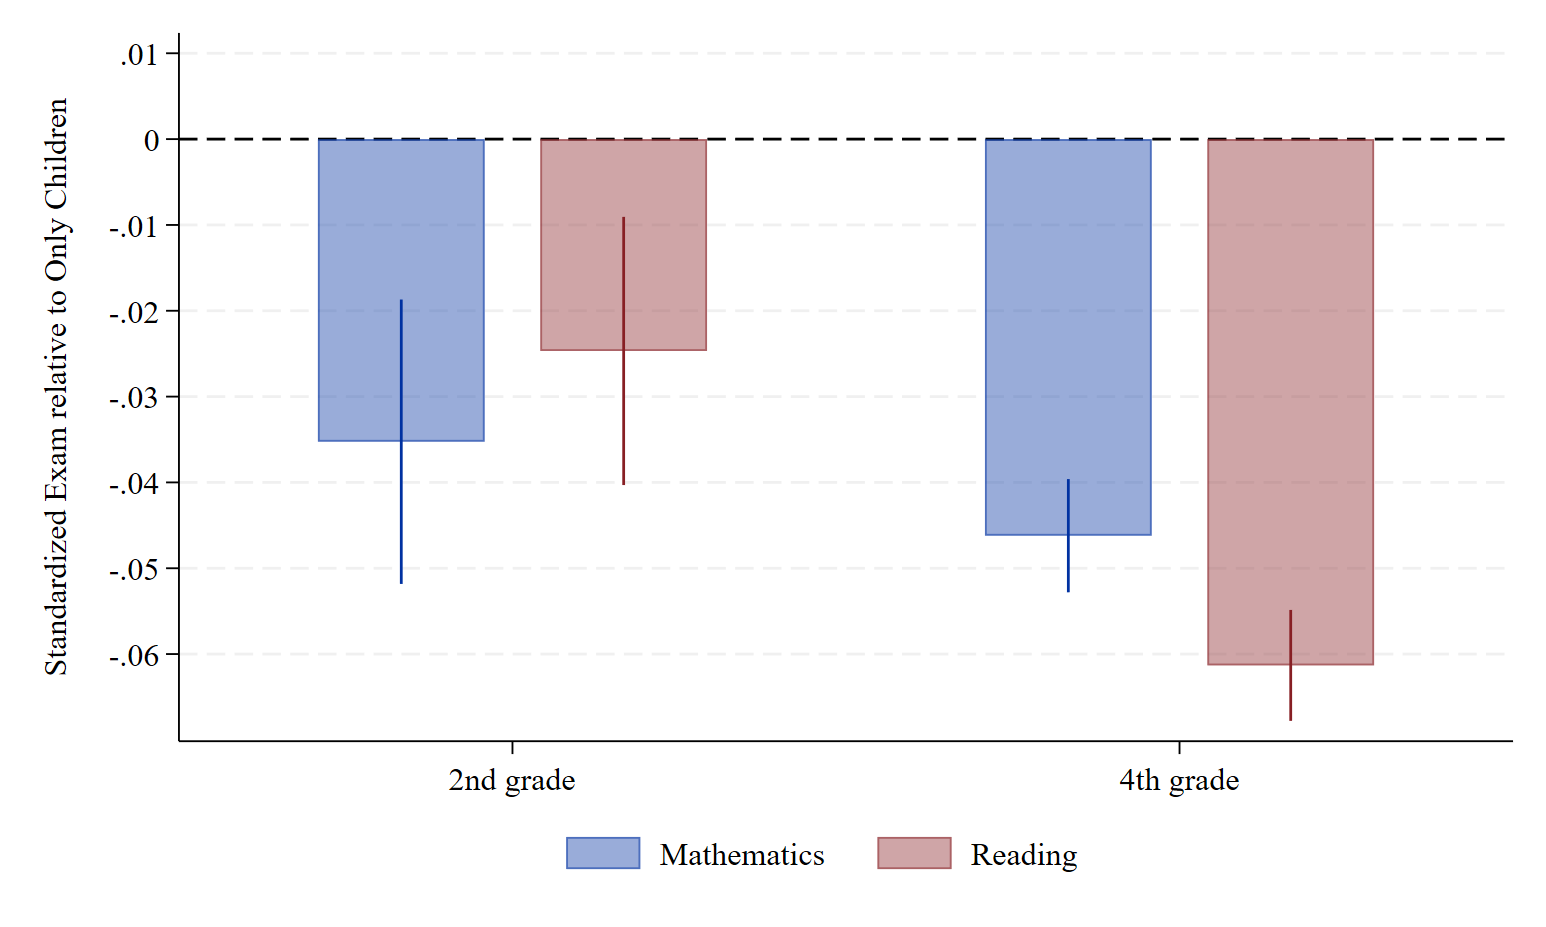 Standardized Exam relative to Only Children
.01
0
-.01
-.02
-.03
-.04
-.05
-.06
2nd grade
4th grade
Mathematics
Reading